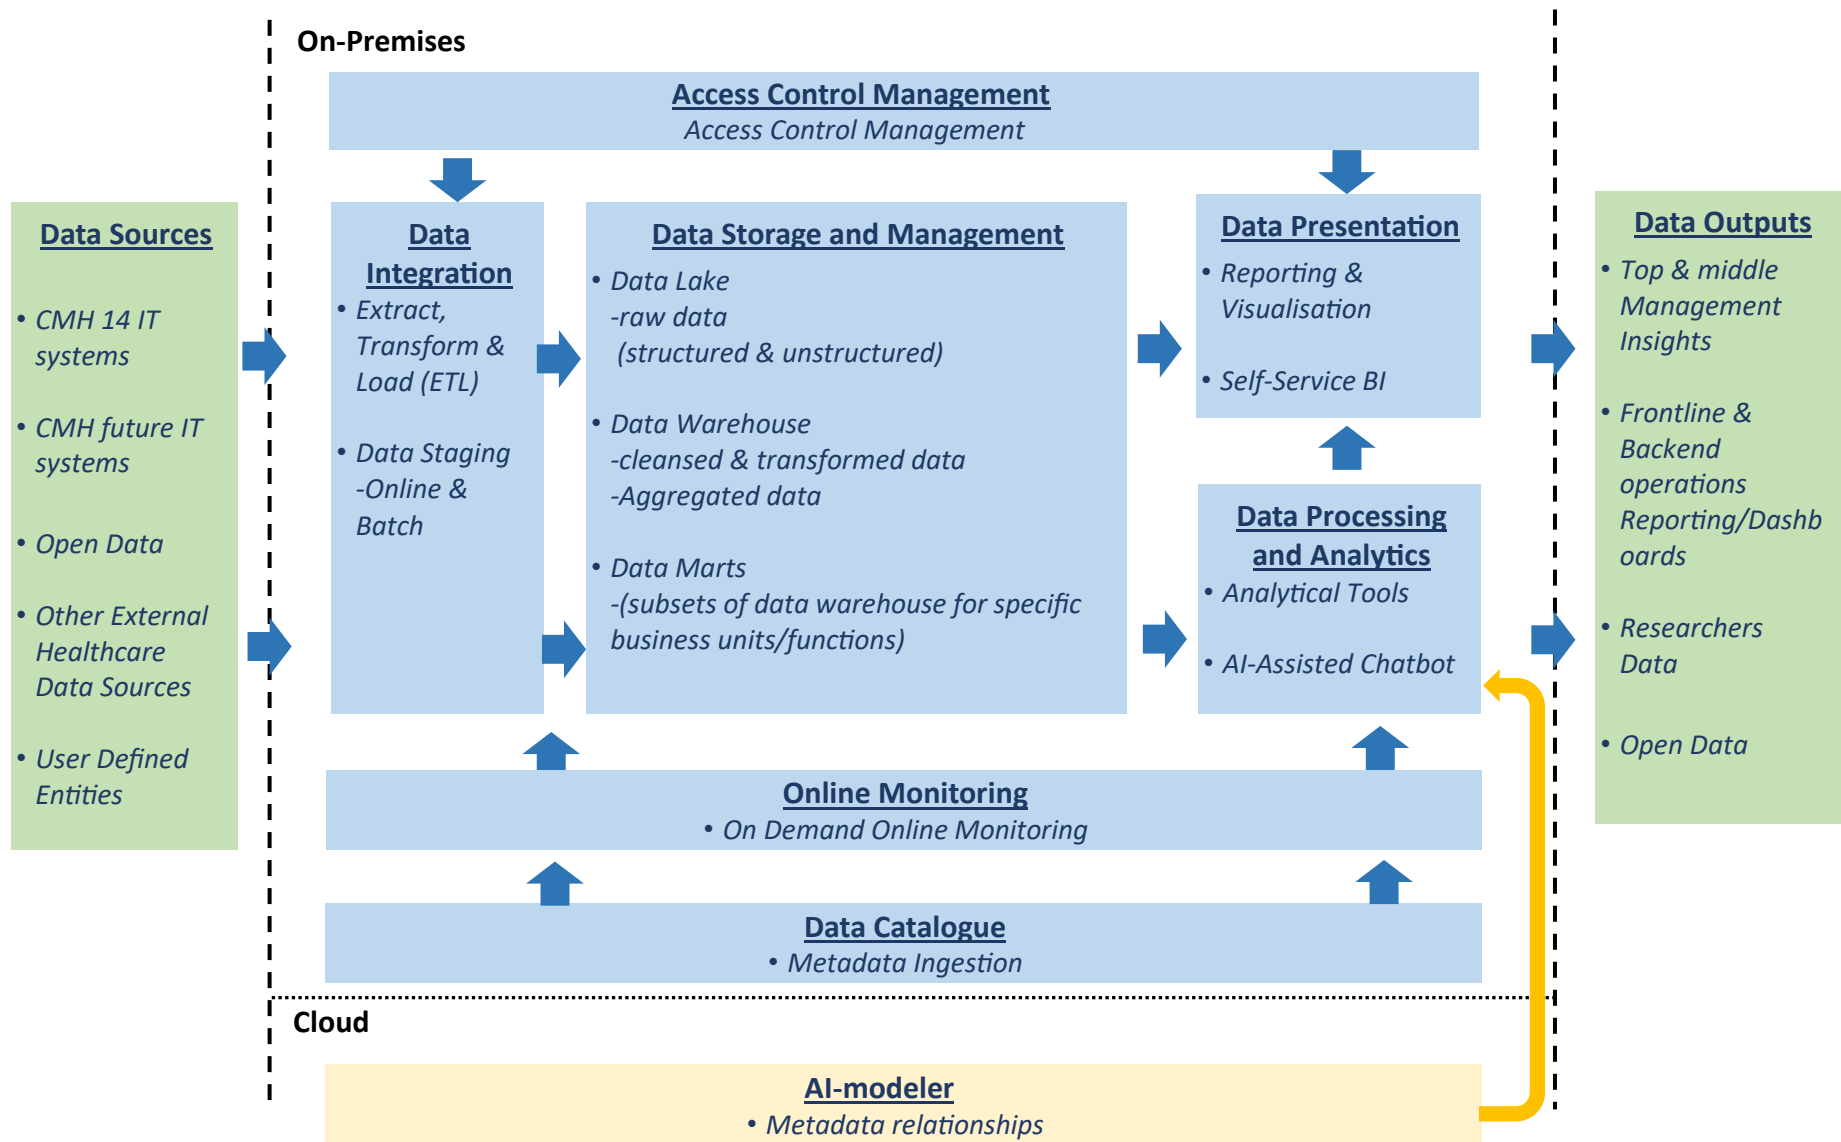 On-Premises
Access Control Management
Access Control Management
Data Sources
• CMH 14 IT
systems
• CMH future IT
systems
• Open Data
• Other External
Healthcare
Data Sources
• User Defined
Entities
Data
Integration
• Extract,
Transform &
Load (ETL)
• Data Staging
-Online &
Batch
Data Storage and Management
• Data Lake
-raw data
(structured & unstructured)
• Data Warehouse
-cleansed & transformed data
-Aggregated data
• Data Marts
-(subsets of data warehouse for specific
business units/functions)
Data Presentation
• Reporting &
Visualisation
• Self-Service BI
Data Processing
and Analytics
• Analytical Tools
• AI-Assisted Chatbot
Data Outputs
• Top & middle
Management
Insights
• Frontline &
Backend
operations
Reporting/Dashb
oards
• Researchers
Data
• Open Data
Online Monitoring
• On Demand Online Monitoring
Data Catalogue
• Metadata Ingestion
Cloud
AI-modeler
• Metadata relationships